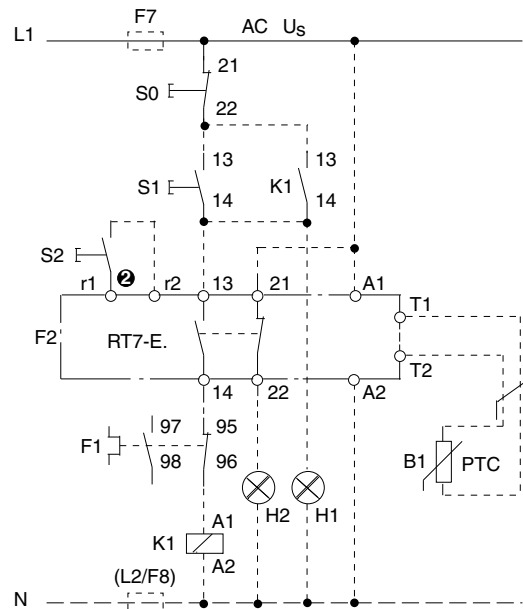 F7
L1 AC Us
21
S0
22
13 13
S1 K1
14 14
S2
r1 ❷ r2 13 21 A1
T1
F2 RT7-E.
T2
14 22 A2
97 95
F1 B1 PTC
98 96
H2 H1
A1
K1
A2
(L2/F8)
N